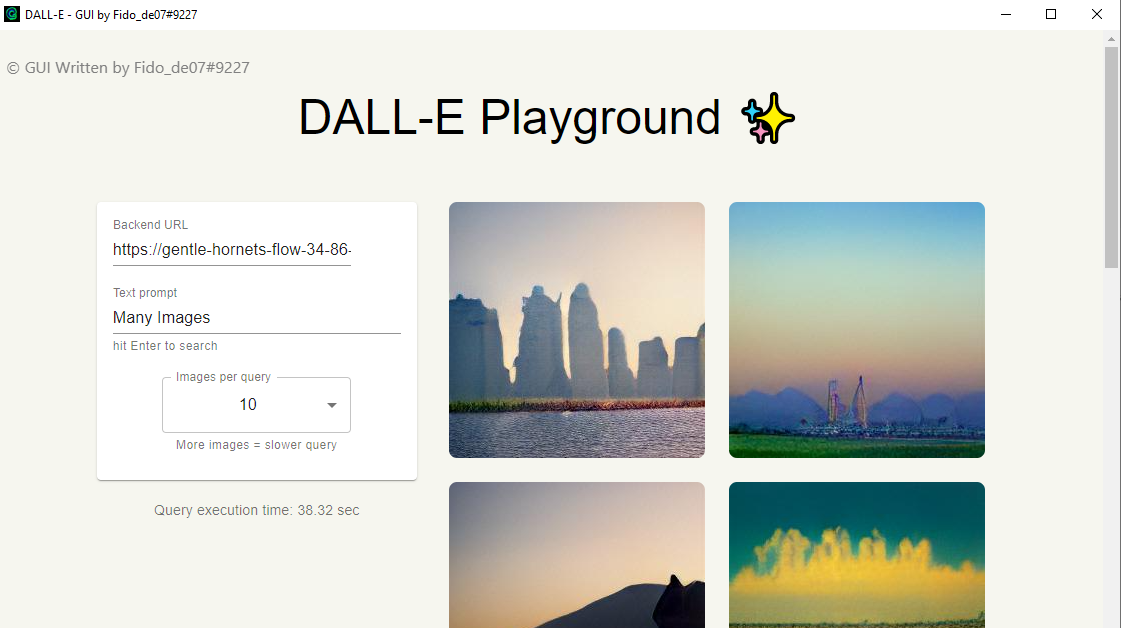 DALL-E - GUI by Fido_de07#9227
© GUI Written by Fido_de07#9227
DALL-E Playground
Backend URL
https://gentle-hornets-flow-34-86-
Text prompt
Many Images
hit Enter to search
Images per query
10
More images = slower query
Query execution time: 38.32 sec